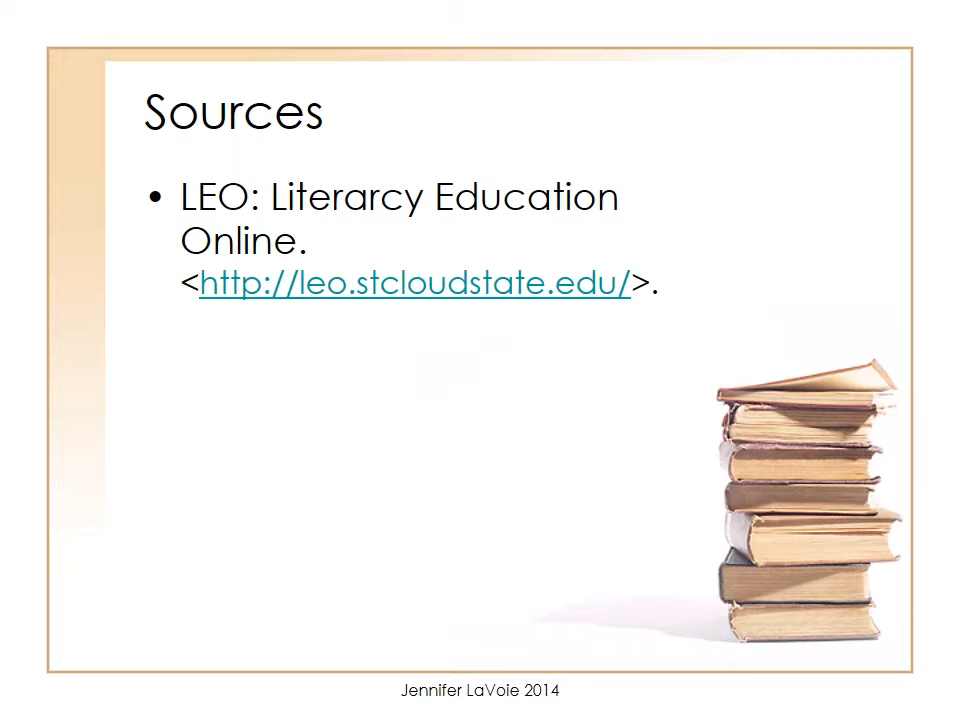 Sources
• LEO: Literarcy Education
Online.
<http://leo.stcloudstate.edu/>.
Jennifer LaVoie 2014